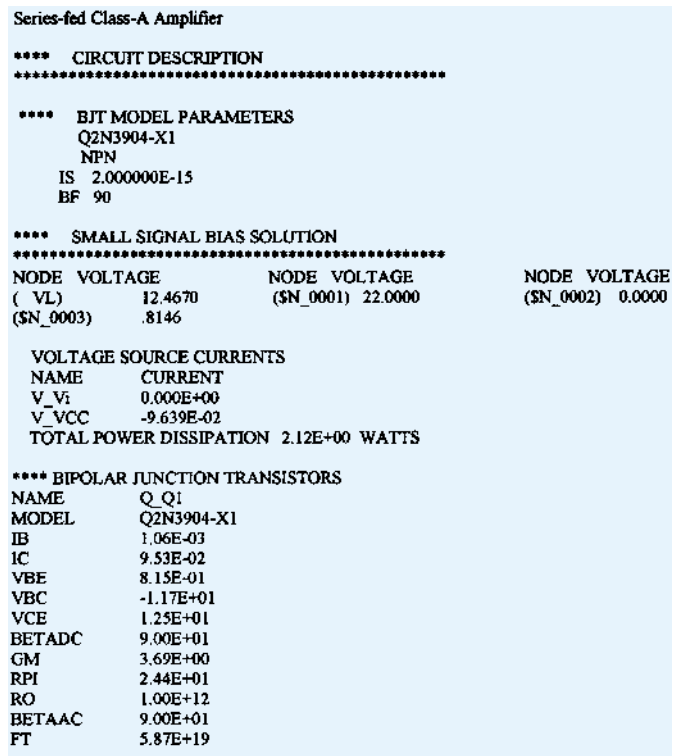 Series-fed Class-A Amplifier
**** CIRCUIT DESCRIPTION
************************************************
**** BJT MODEL PARAMETERS
Q2N3904-X1
NPN
IS 2.000000E-15
BF 90
**** SMALL SIGNAL BIAS SOLUTION
************************************************
NODE VOLTAGE NODE VOLTAGE NODE VOLTAGE
( VL) 12.4670 ($N_0001) 22.0000 ($N_0002) 0.0000
($N_0003) .8146
VOLTAGE SOURCE CURRENTS
NAME CURRENT
V_Vi 0.000E+00
V_VCC -9.639E-02
TOTAL POWER DISSIPATION 2.12E+00 WATTS
**** BIPOLAR JUNCTION TRANSISTORS
NAME Q_Q1
MODEL Q2N3904-X1
IB 1.06E-03
IC 9.53E-02
VBE 8.15E-01
VBC -1.17E+01
VCE 1.25E+01
BETADC 9.00E+01
GM 3.69E+00
RPI 2.44E+01
RO 1.00E+12
BETAAC 9.00E+01
FT 5.87E+19